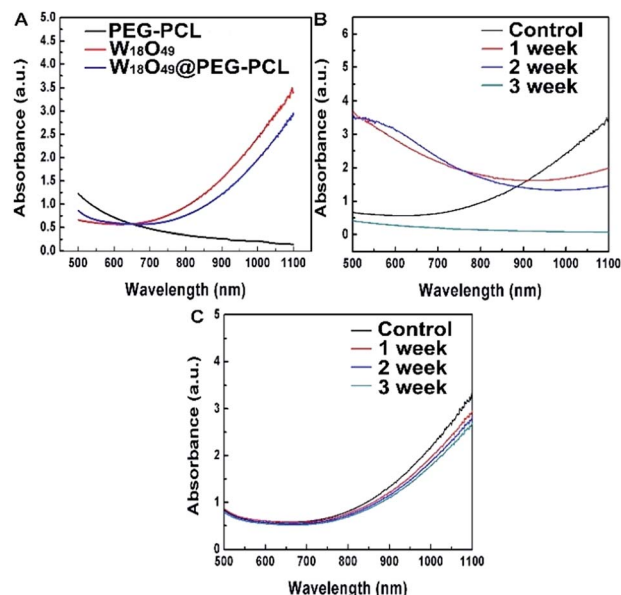 A
PEG-PCL
W18O49
W18O49@PEG-PCL
5.0
4.5
4.0
3.5
3.0
2.5
2.0
1.5
1.0
0.5
0.0
Absorbance (a.u.)
500 600 700 800 900 1000 1100
Wavelength (nm)
B
Control
1 week
2 week
3 week
6
5
4
3
2
1
0
Absorbance (a.u.)
500 600 700 800 900 1000 1100
Wavelength (nm)
C
Control
1 week
2 week
3 week
5
4
3
2
1
0
Absorbance (a.u.)
500 600 700 800 900 1000 1100
Wavelength (nm)